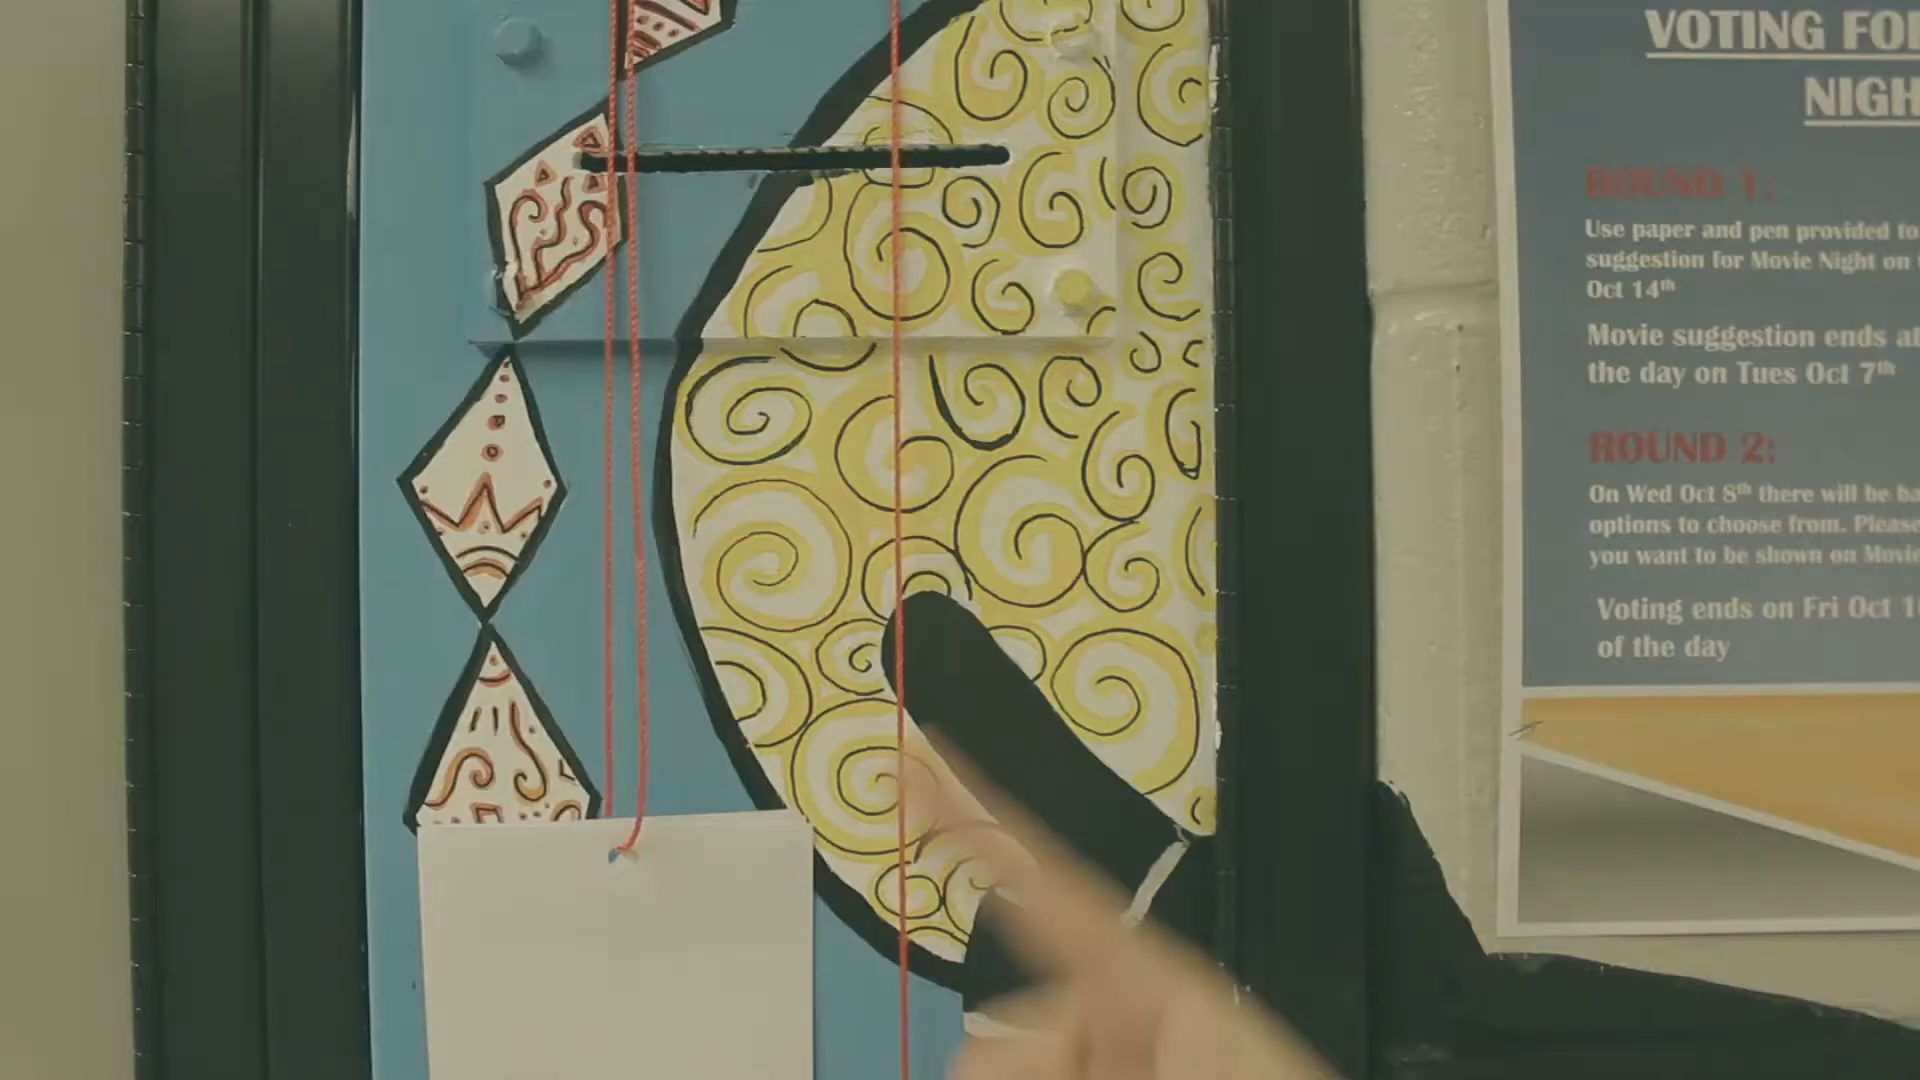 VOTING FOR
NIGH
ROUND 1:
Use paper and pen provided to
suggestion for Movie Night on
Oct 14th
Movie suggestion ends at
the day on Tues Oct 7th
ROUND 2:
On Wed Oct 8th there will be
options to choose from. Please
you want to be shown on Movie
Voting ends on Fri Oct
of the day